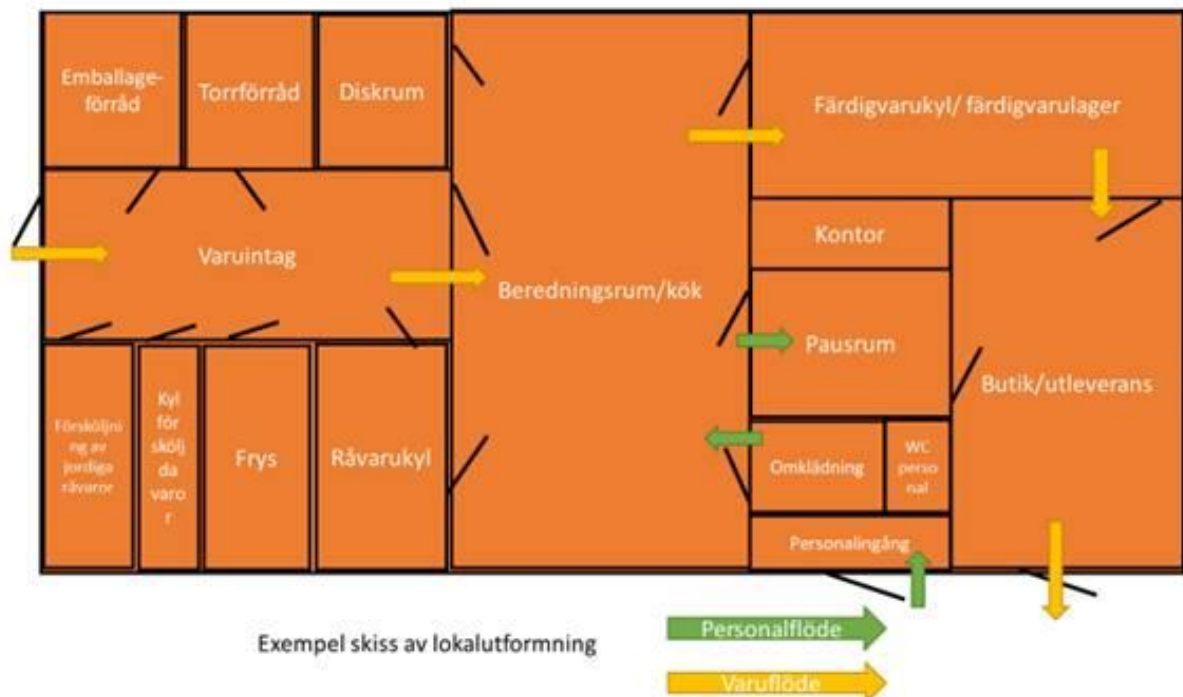 Emballage-
förråd
Torrförråd
Diskrum
Färdigvarukyl/ färdigvarulager
Varuintag
Beredningsrum/kök
Kontor
Pausrum
Butik/utleverans
Försköljni
ng av
jordiga
råvaror
Kyl
för
skölj
da
varo
r
Frys
Råvarukyl
Omklädning
WC
person
nal
Personalingång
Exempel skiss av lokalutformning
Personalflöde
Varuflöde